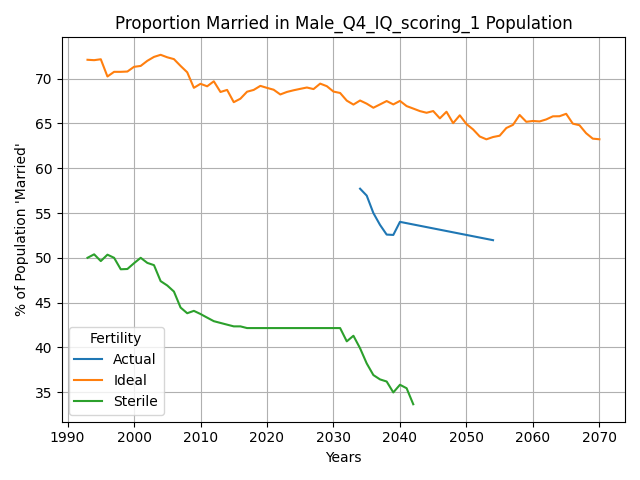 Proportion Married in Male_Q4_IQ_scoring_1 Population
% of Population 'Married'
70
65
60
55
50
45
40
35
Fertility
Actual
Ideal
Sterile
1990 2000 2010 2020 2030 2040 2050 2060 2070
Years